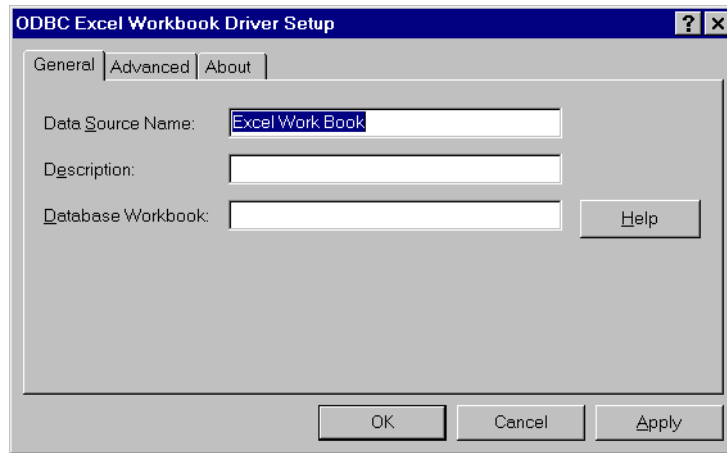 ODBC Excel Workbook Driver Setup
General Advanced About
Data Source Name: Excel Work Book
Description:
Database Workbook:
Help
OK Cancel Apply